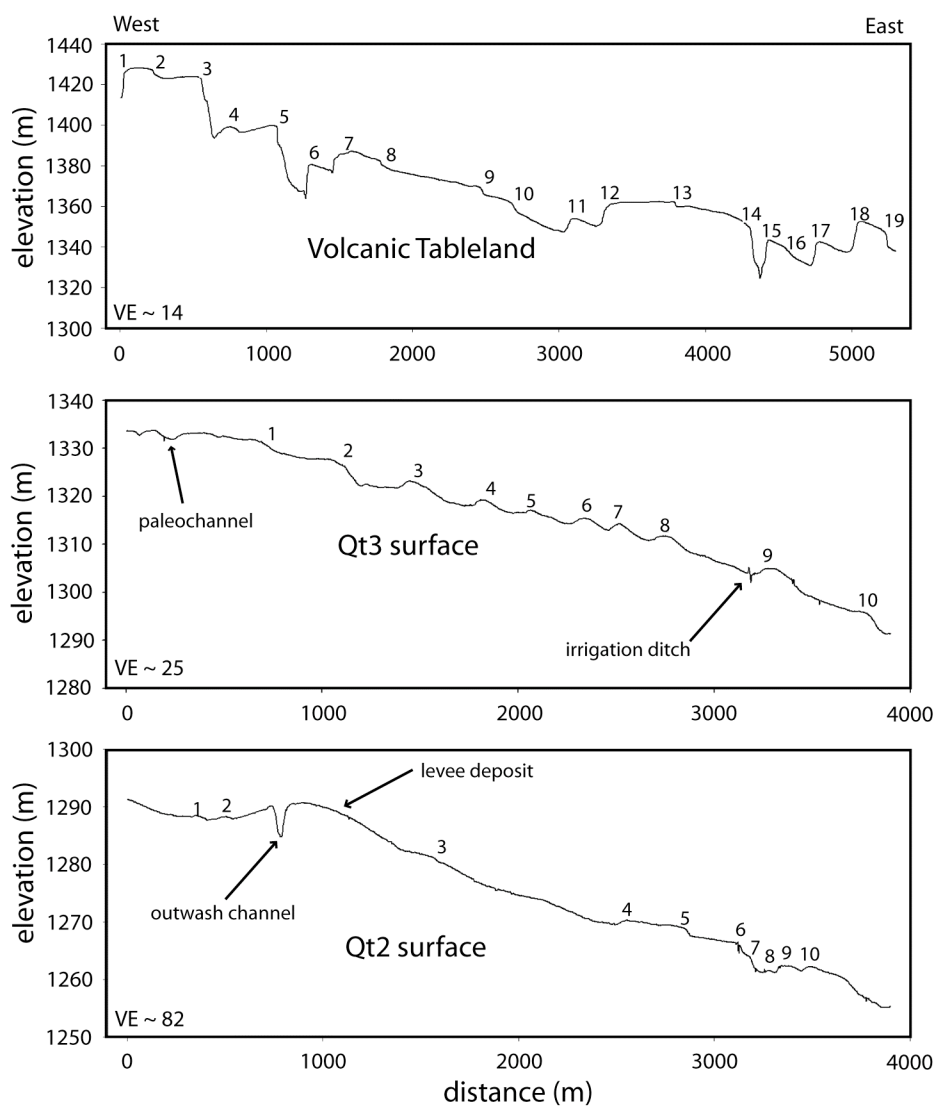 West East
1440
1420
1400
1380
1360
1340
1320
1300
elevation (m)
1 2 3 4 5 6 7 8 9 10 11 12 13 14 15 16 17 18 19
Volcanic Tableland
VE ~ 14
0 1000 2000 3000 4000 5000
1340
1330
1320
1310
1300
1290
1280
elevation (m)
1 2 3 4 5 6 7 8 9 10
paleochannel
Qt3 surface
irrigation ditch
VE ~ 25
0 1000 2000 3000 4000
1300
1290
1280
1270
1260
1250
elevation (m)
levee deposit
1 2 3 4 5 6 7 8 9 10
outwash channel
Qt2 surface
VE ~ 82
0 1000 2000 3000 4000
distance (m)